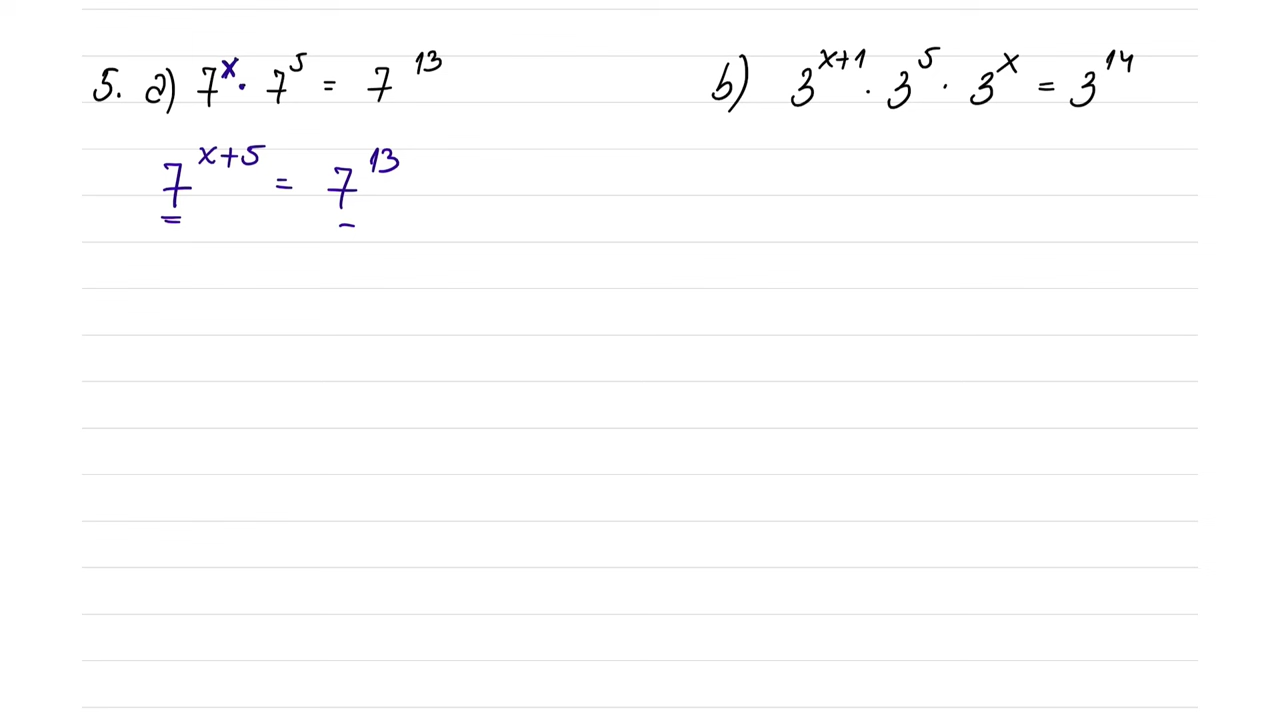 5. a) 7^x · 7^5 = 7^13
7^(x+5) = 7^13
b) 3^(x+1) · 3^5 · 3^x = 3^14